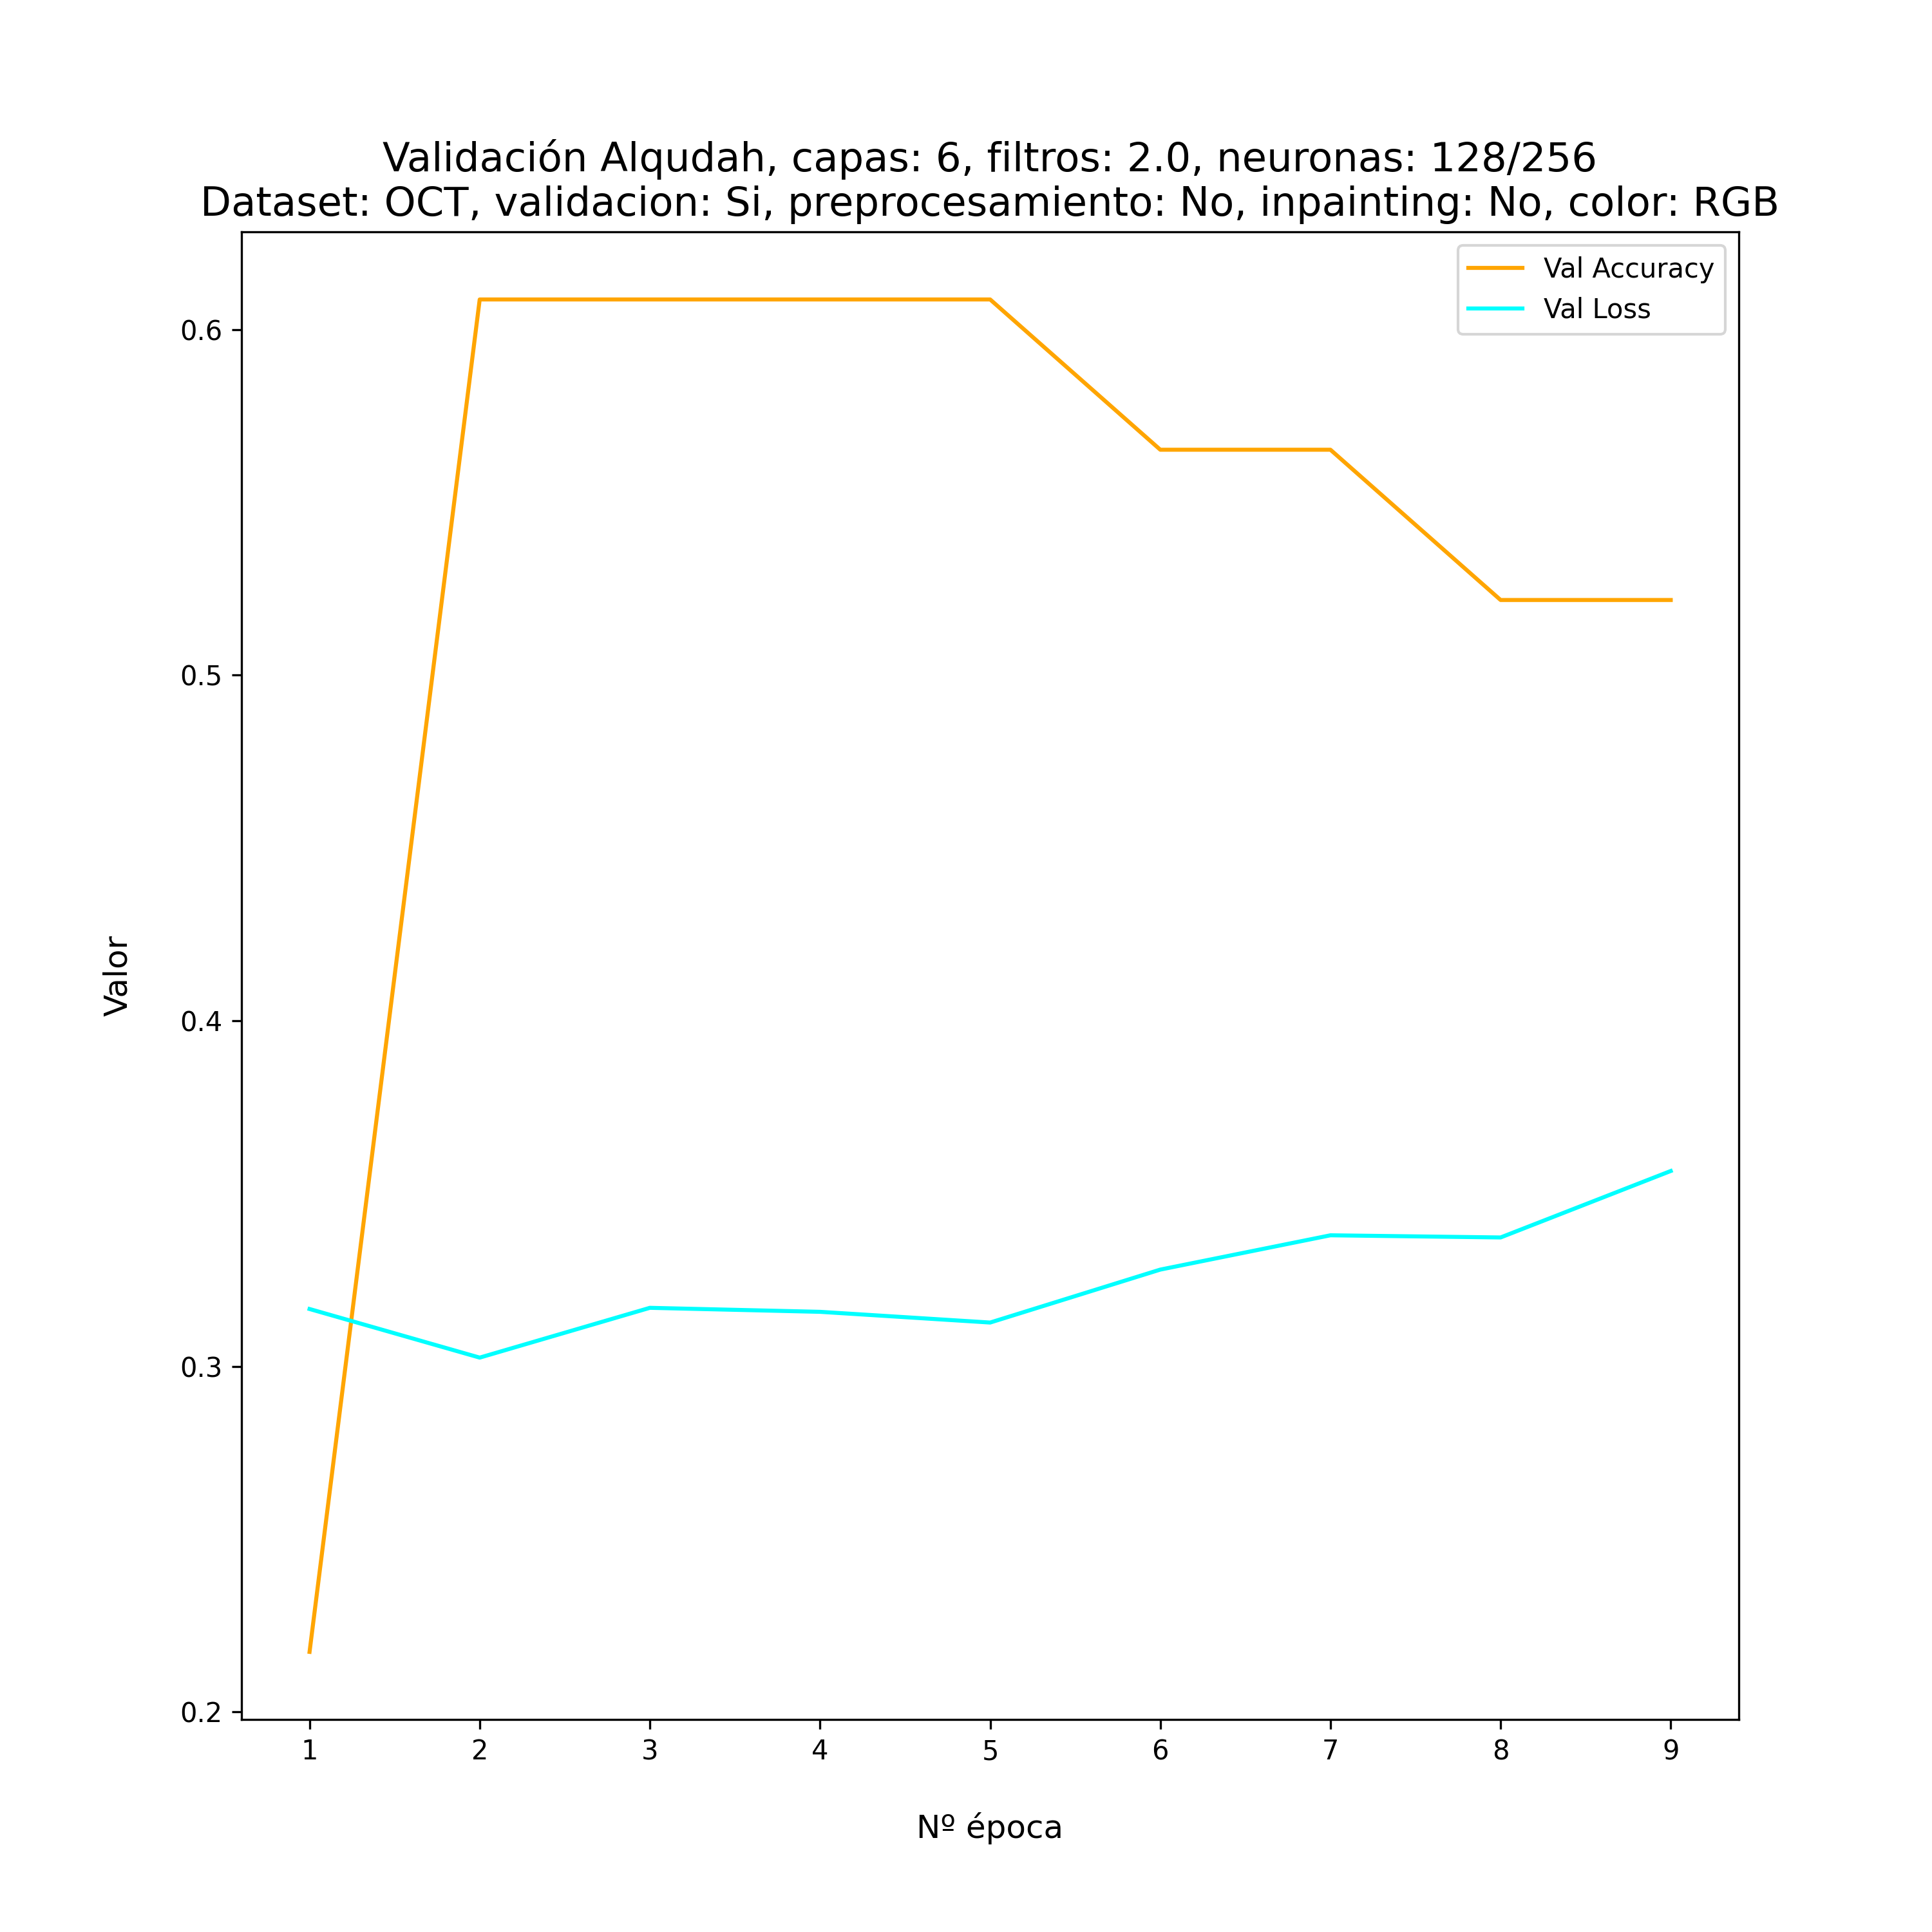 Validación Alqudah, capas: 6, filtros: 2.0, neuronas: 128/256
Dataset: OCT, validacion: Si, preprocesamiento: No, inpainting: No, color: RGB
Val Accuracy
Val Loss
0.6
0.5
0.4
0.3
0.2
Valor
1 2 3 4 5 6 7 8 9
Nº época